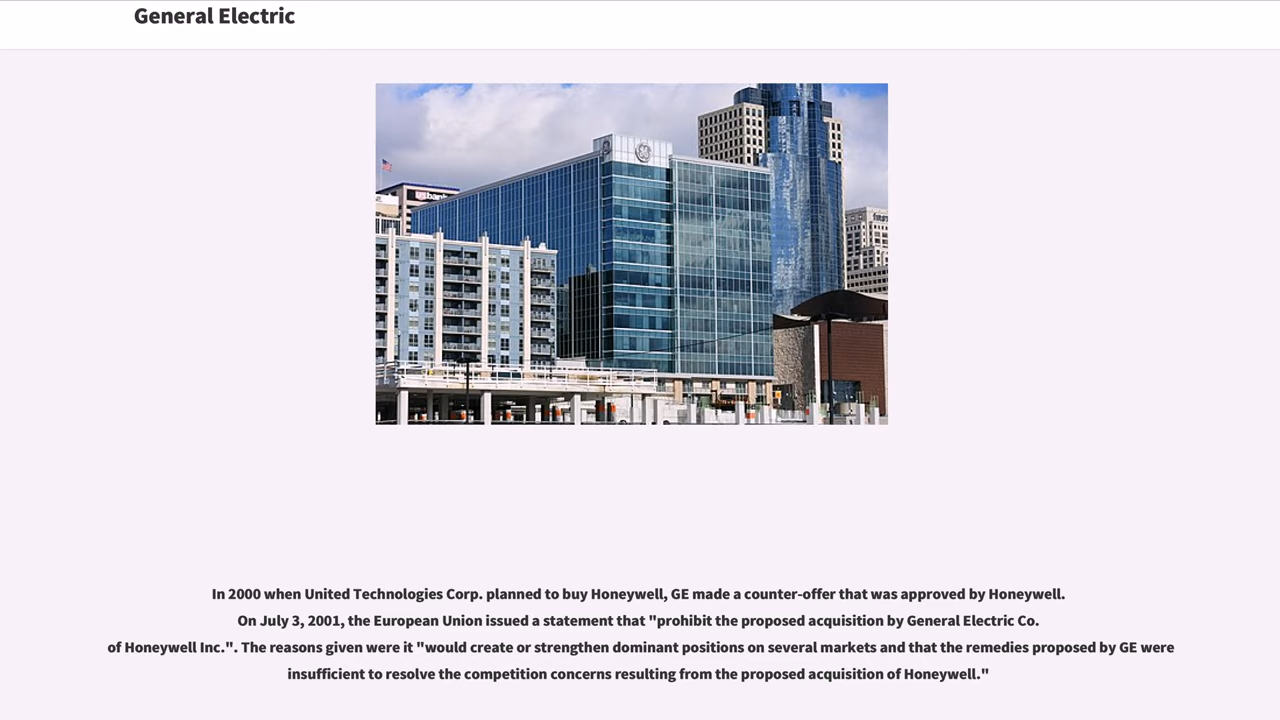 General Electric
usbank
In 2000 when United Technologies Corp. planned to buy Honeywell, GE made a counter-offer that was approved by Honeywell.
On July 3, 2001, the European Union issued a statement that "prohibit the proposed acquisition by General Electric Co.
of Honeywell Inc.". The reasons given were it "would create or strengthen dominant positions on several markets and that the remedies proposed by GE were
insufficient to resolve the competition concerns resulting from the proposed acquisition of Honeywell."